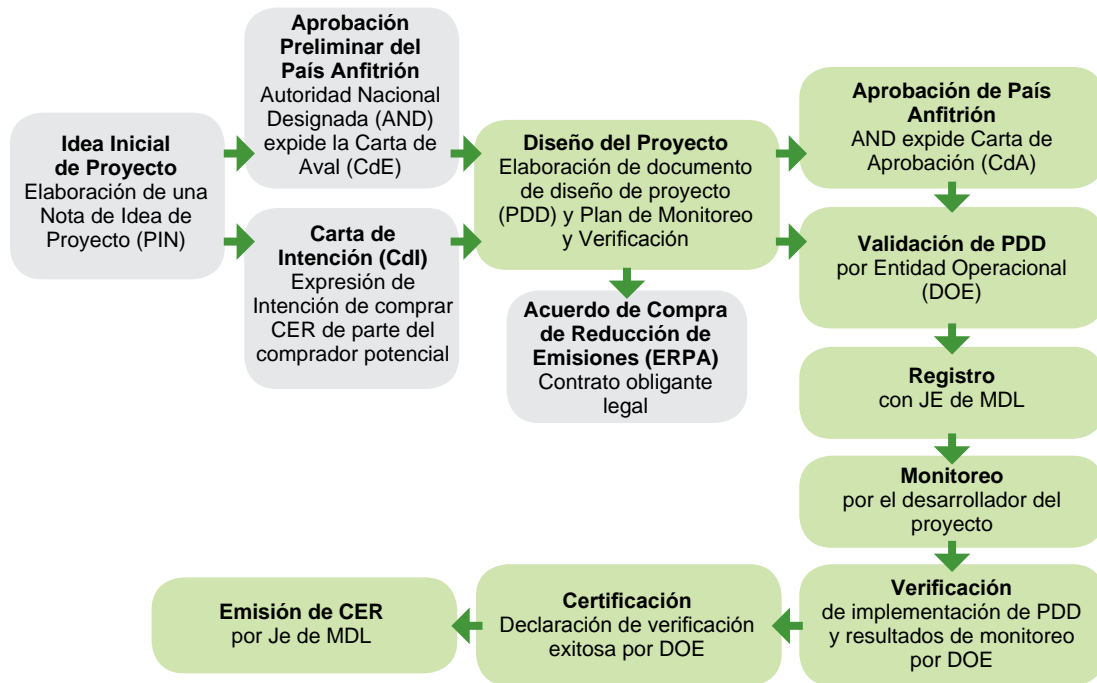 Idea Inicial
de Proyecto
Elaboración de una
Nota de Idea de
Proyecto (PIN)
Aprobación
Preliminar del
País Anfitrión
Autoridad Nacional
Designada (AND)
expide la Carta de
Aval (CdE)
Carta de
Intención (CdI)
Expresión de
Intención de comprar
CER de parte del
comprador potencial
Diseño del Proyecto
Elaboración de documento
de diseño de proyecto
(PDD) y Plan de Monitoreo
y Verificación
Acuerdo de Compra
de Reducción de
Emisiones (ERPA)
Contrato obligante
legal
Aprobación de País
Anfitrión
AND expide Carta de
Aprobación (CdA)
Validación de PDD
por Entidad Operacional
(DOE)
Registro
con JE de MDL
Monitoreo
por el desarrollador del
proyecto
Verificación
de implementación de PDD
y resultados de monitoreo
por DOE
Certificación
Declaración de verificación
exitosa por DOE
Emisión de CER
por Je de MDL